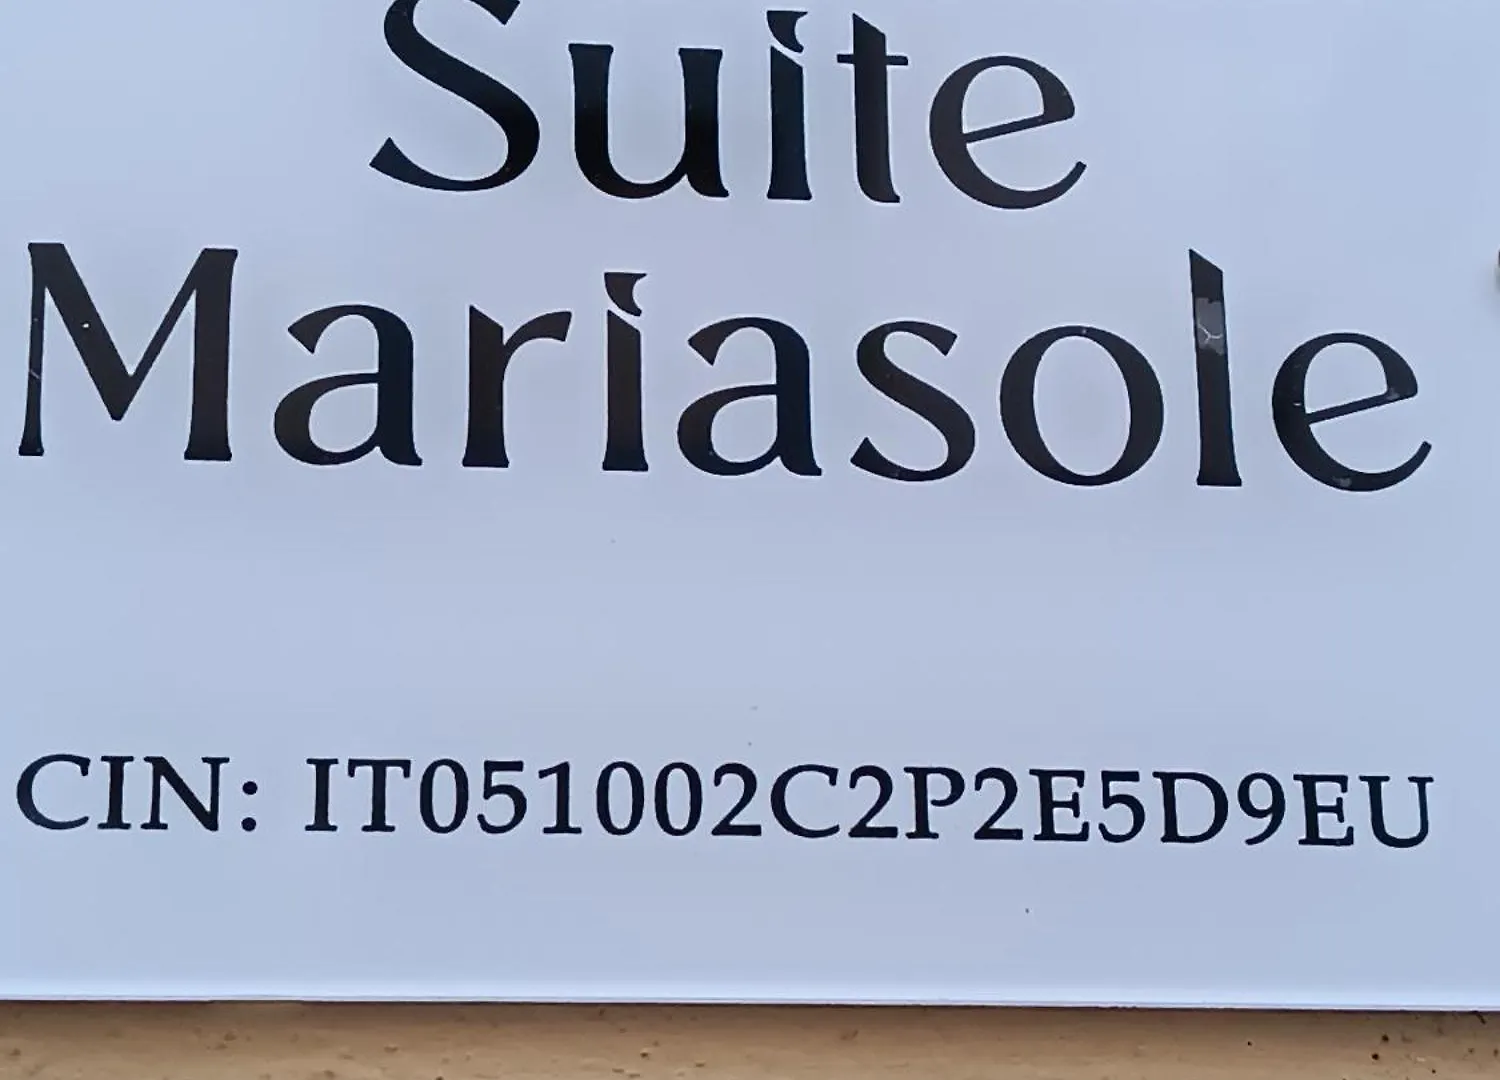 Suite
Mariasole
CIN: IT051002C2P2E5D9EU